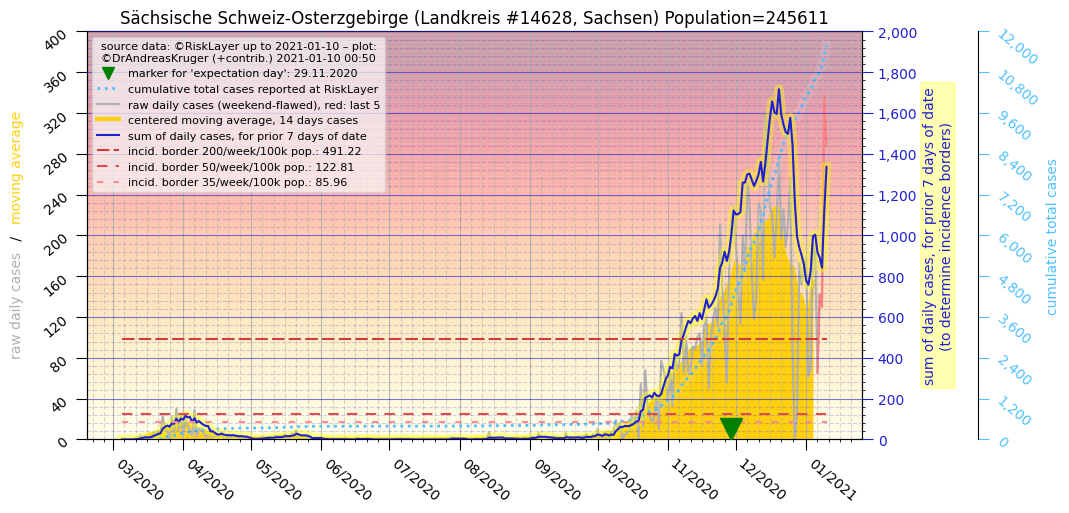 Sächsische Schweiz-Osterzgebirge (Landkreis #14628, Sachsen) Population=245611
source data: ©RiskLayer up to 2021-01-10 – plot:
©DrAndreasKruger (+contrib.) 2021-01-10 00:50
marker for 'expectation day': 29.11.2020
cumulative total cases reported at RiskLayer
raw daily cases (weekend-flawed), red: last 5
centered moving average, 14 days cases
sum of daily cases, for prior 7 days of date
incid. border 200/week/100k pop.: 491.22
incid. border 50/week/100k pop.: 122.81
incid. border 35/week/100k pop.: 85.96
raw daily cases / moving average
400
360
320
280
240
200
160
120
80
40
0
03/2020
04/2020
05/2020
06/2020
07/2020
08/2020
09/2020
10/2020
11/2020
12/2020
01/2021
2,000
1,800
1,600
1,400
1,200
1,000
800
600
400
200
0
sum of daily cases, for prior 7 days of date
(to determine incidence borders)
12,000
10,800
9,600
8,400
7,200
6,000
4,800
3,600
2,400
1,200
0
cumulative total cases